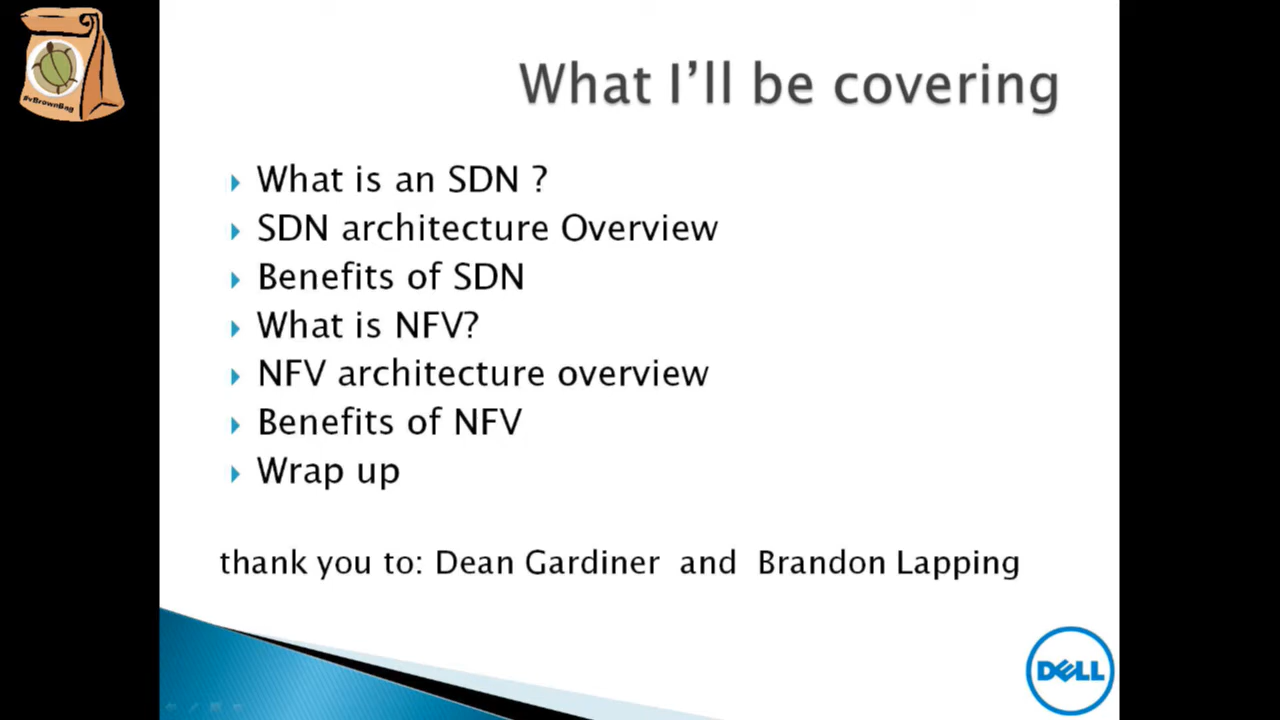 #vBrownBag
What I’ll be covering
What is an SDN ?
SDN architecture Overview
Benefits of SDN
What is NFV?
NFV architecture overview
Benefits of NFV
Wrap up
thank you to: Dean Gardiner and Brandon Lapping
DELL